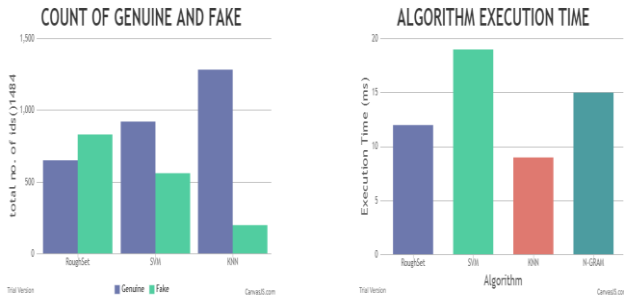 COUNT OF GENUINE AND FAKE
total no. of ids()1484
1,500
1,000
500
0
RoughSet
SVM
KNN
Genuine
Fake
Trial Version
CanvasJS.com
ALGORITHM EXECUTION TIME
Execution Time (ms)
20
15
10
5
0
RoughSet
SVM
KNN
N-GRAM
Algorithm
Trial Version
CanvasJS.com